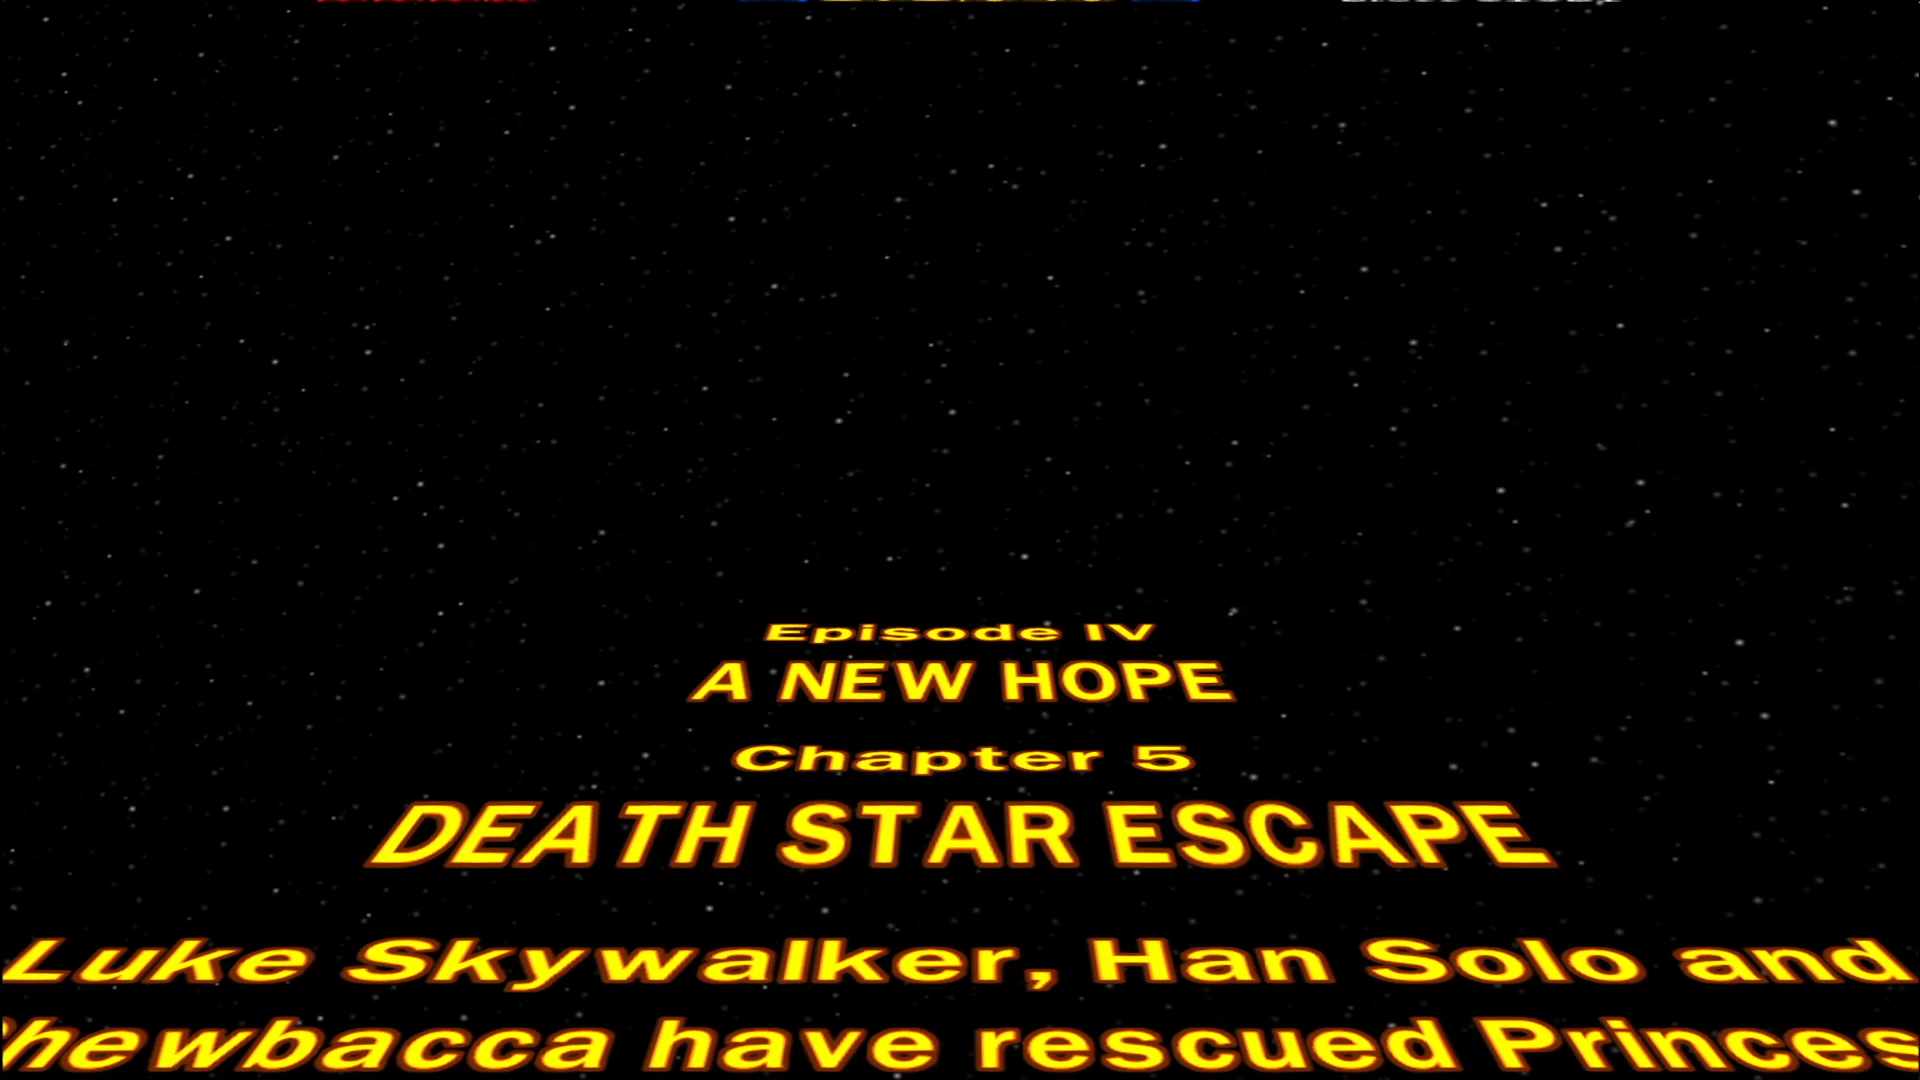 Episode IV
A NEW HOPE
Chapter 5
DEATH STAR ESCAPE
Luke Skywalker, Han Solo and
hewbacca have rescued Princes